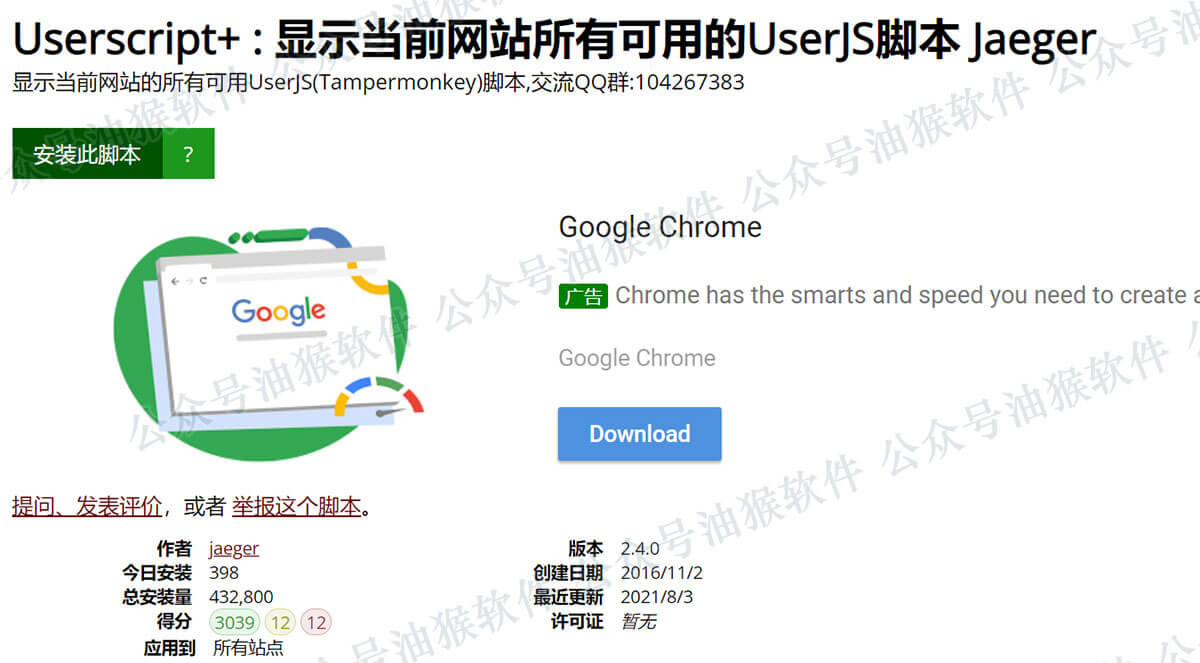 Userscript+ : 显示当前网站所有可用的UserJS脚本 Jaeger
显示当前网站的所有可用UserJS(Tampermonkey)脚本,交流QQ群:104267383
安装此脚本 ?
Google
Google Chrome
广告 Chrome has the smarts and speed you need to create a
Google Chrome
Download
提问、发表评价，或者 举报这个脚本。
作者 jaeger
今日安装 398
总安装量 432,800
得分 3039 12 12
应用到 所有站点
版本 2.4.0
创建日期 2016/11/2
最近更新 2021/8/3
许可证 暂无
公众号油猴软件 公众号油猴软件 公众号油猴软件
公众号油猴软件 公众号油猴软件